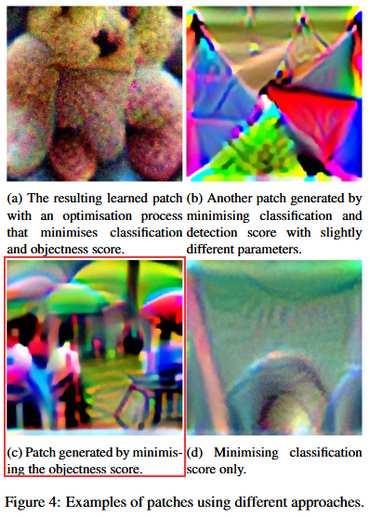 (a) The resulting learned patch
with an optimisation process
that minimises classification
and objectness score.
(b) Another patch generated by
minimising classification and
detection score with slightly
different parameters.
(c) Patch generated by minimis-
ing the objectness score.
(d) Minimising classification
score only.
Figure 4: Examples of patches using different approaches.